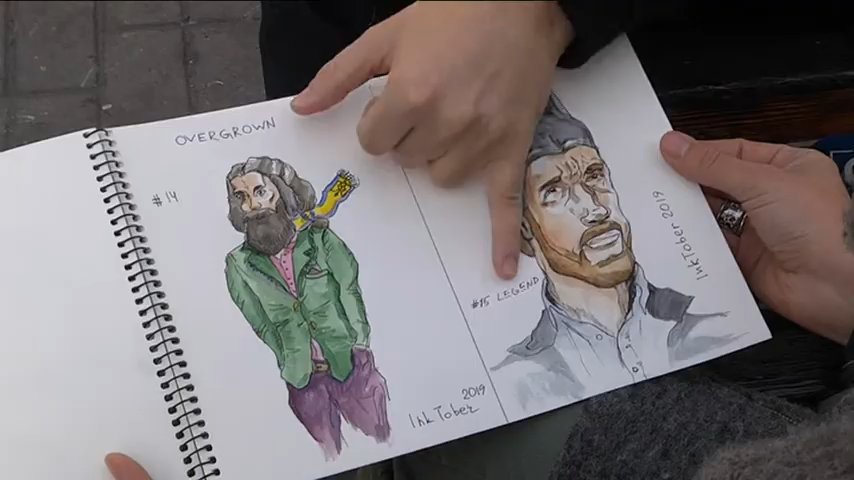 OVERGROWN
#14
2019
InkTober
#15 LEGEND
InkTober 2019